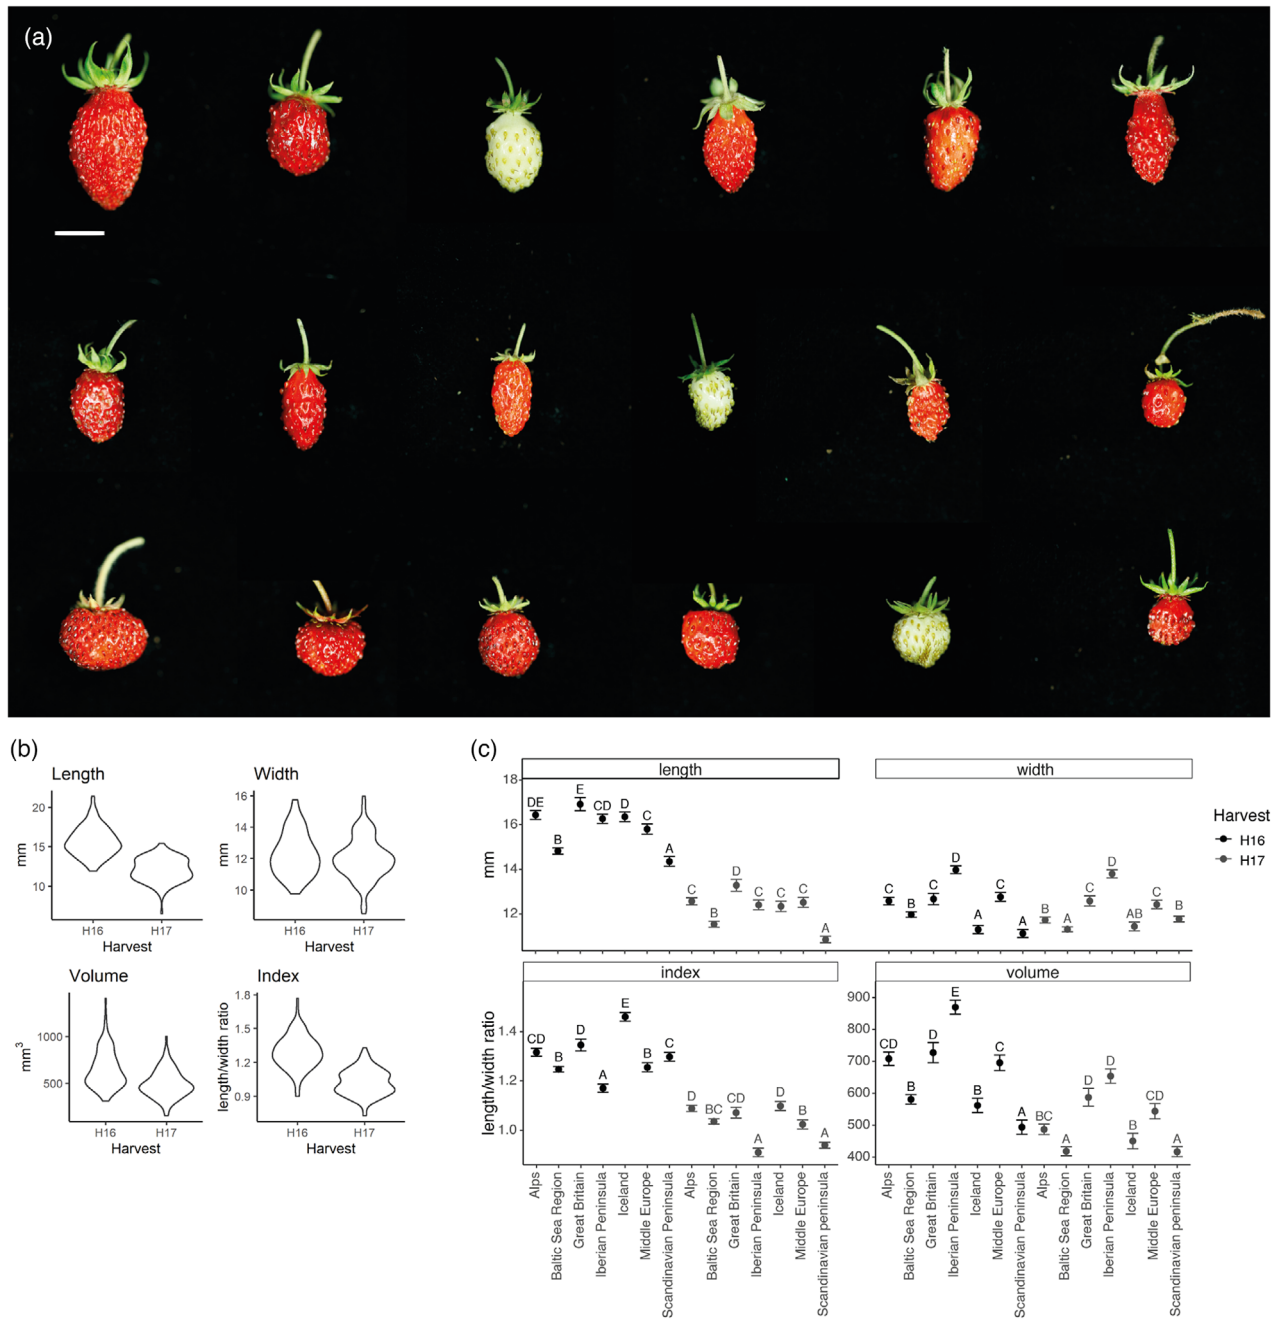 (a)
(b)
Length
20
15
10
mm
H16 H17
Harvest
Width
16
14
12
10
mm
H16 H17
Harvest
Volume
1000
500
mm³
H16 H17
Harvest
Index
1.8
1.5
1.2
0.9
length/width ratio
H16 H17
Harvest
(c)
length
18
16
14
12
mm
DE B E CD D C A C B D C C C A
width
C B C D A C A B A C D AB C B
Harvest
H16
H17
index
1.4
1.2
1.0
length/width ratio
CD B D A E B C D BC CD A D B A
Alps
Baltic Sea Region
Great Britain
Iberian Peninsula
Iceland
Middle Europe
Scandinavian Peninsula
Alps
Baltic Sea Region
Great Britain
Iberian Peninsula
Iceland
Middle Europe
Scandinavian peninsula
volume
900
800
700
600
500
400
CD B D E B C A BC A D D B CD A
Alps
Baltic Sea Region
Great Britain
Iberian Peninsula
Iceland
Middle Europe
Scandinavian Peninsula
Alps
Baltic Sea Region
Great Britain
Iberian Peninsula
Iceland
Middle Europe
Scandinavian peninsula